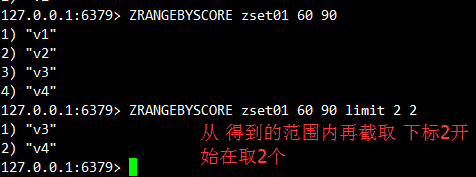 127.0.0.1:6379> ZRANGEBYSCORE zset01 60 90
1) "v1"
2) "v2"
3) "v3"
4) "v4"
127.0.0.1:6379> ZRANGEBYSCORE zset01 60 90 limit 2 2
1) "v3"
2) "v4"
127.0.0.1:6379>
从 得到的范围内再截取 下标2开
始在取2个